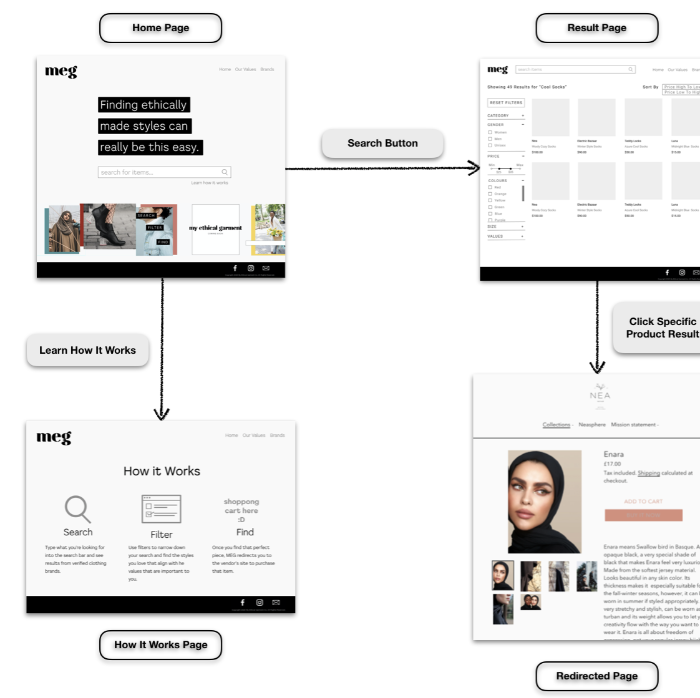 Home Page
Result Page
meg
Home Our Values Brands
Finding ethically
made styles can
really be this easy.
search for items...
Learn how it works
SEARCH
FILTER
FIND
my ethical garment
Search Button
meg
Search items
Home Our Values
Showing 411 Results for "Cool Socks"
Sort By
Price High To
Price Low To
RESET FILTERS
CATEGORY +
GENDER -
Women
Men
Unisex
PRICE -
COLOURS -
Red
Orange
Yellow
Green
Blue
Purple
SIZE +
VALUES +
Learn How It Works
Click Specific
Product Result
meg
Home Our Values Brands
How it Works
Search
Type what you're looking for
into the search bar and see
results from verified clothing
brands.
Filter
Use filters to narrow down
your search and find the styles
you love that align with he
values that are important to
you.
shoppong
cart here
:D
Find
Once you find that perfect
piece, MEG redirects you to
the vendor's site to purchase
that item.
How It Works Page
NEA
Collections Neosphere Mission statement
Enara
£17.00
Tax included. Shipping calculated at
checkout.
ADD TO CART
Enara means Swallow bird in Basque. A
opaque black, a very special shade of
black that makes Enara feel very luxurio
Made from the softest jersey material.
Looks beautiful in any skin color. Its
thickness makes it especially suitable fo
the fall-winter seasons, however, it can b
worn in summer if styled appropriately.
very stretchy and stylish, can be worn as
turban and its weight allows you to let y
creativity flow with the way you want to
wear it. Enara is all about freedom of
Redirected Page